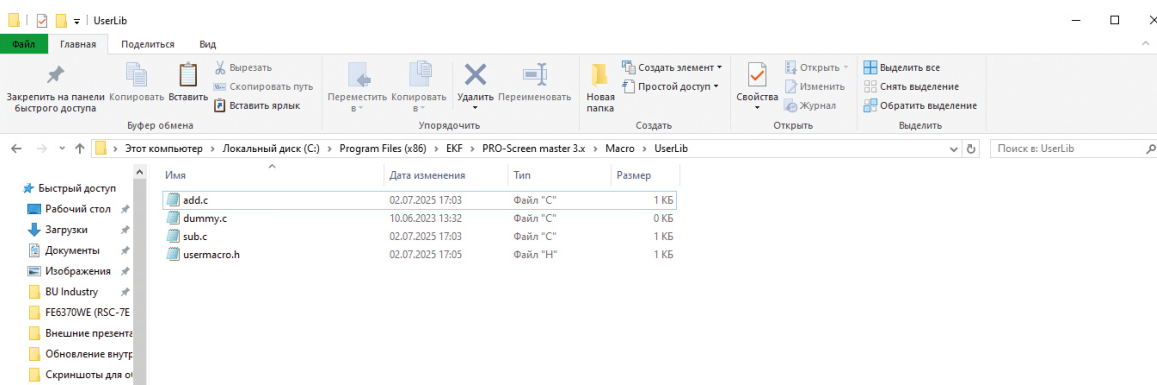 UserLib
Файл Главная Поделиться Вид
Закрепить на панели быстрого доступа
Копировать
Вставить
Вырезать
Скопировать путь
Вставить ярлык
Буфер обмена
Переместить в
Копировать в
Удалить
Переименовать
Упорядочить
Новая папка
Создать элемент
Простой доступ
Создать
Свойства
Открыть
Изменить
Журнал
Открыть
Выделить все
Снять выделение
Обратить выделение
Выделить
Этот компьютер > Локальный диск (C:) > Program Files (x86) > EKF > PRO-Screen master 3.x > Macro > UserLib
Поиск в: UserLib
Быстрый доступ
Рабочий стол
Загрузки
Документы
Изображения
BU Industry
FE6370WE (RSC-7E
Внешние презента
Обновление внутр
Скриншоты для о
Имя Дата изменения Тип Размер
add.c 02.07.2025 17:03 Файл "C" 1 КБ
dummy.c 10.06.2023 13:32 Файл "C" 0 КБ
sub.c 02.07.2025 17:03 Файл "C" 1 КБ
usermacro.h 02.07.2025 17:05 Файл "H" 1 КБ